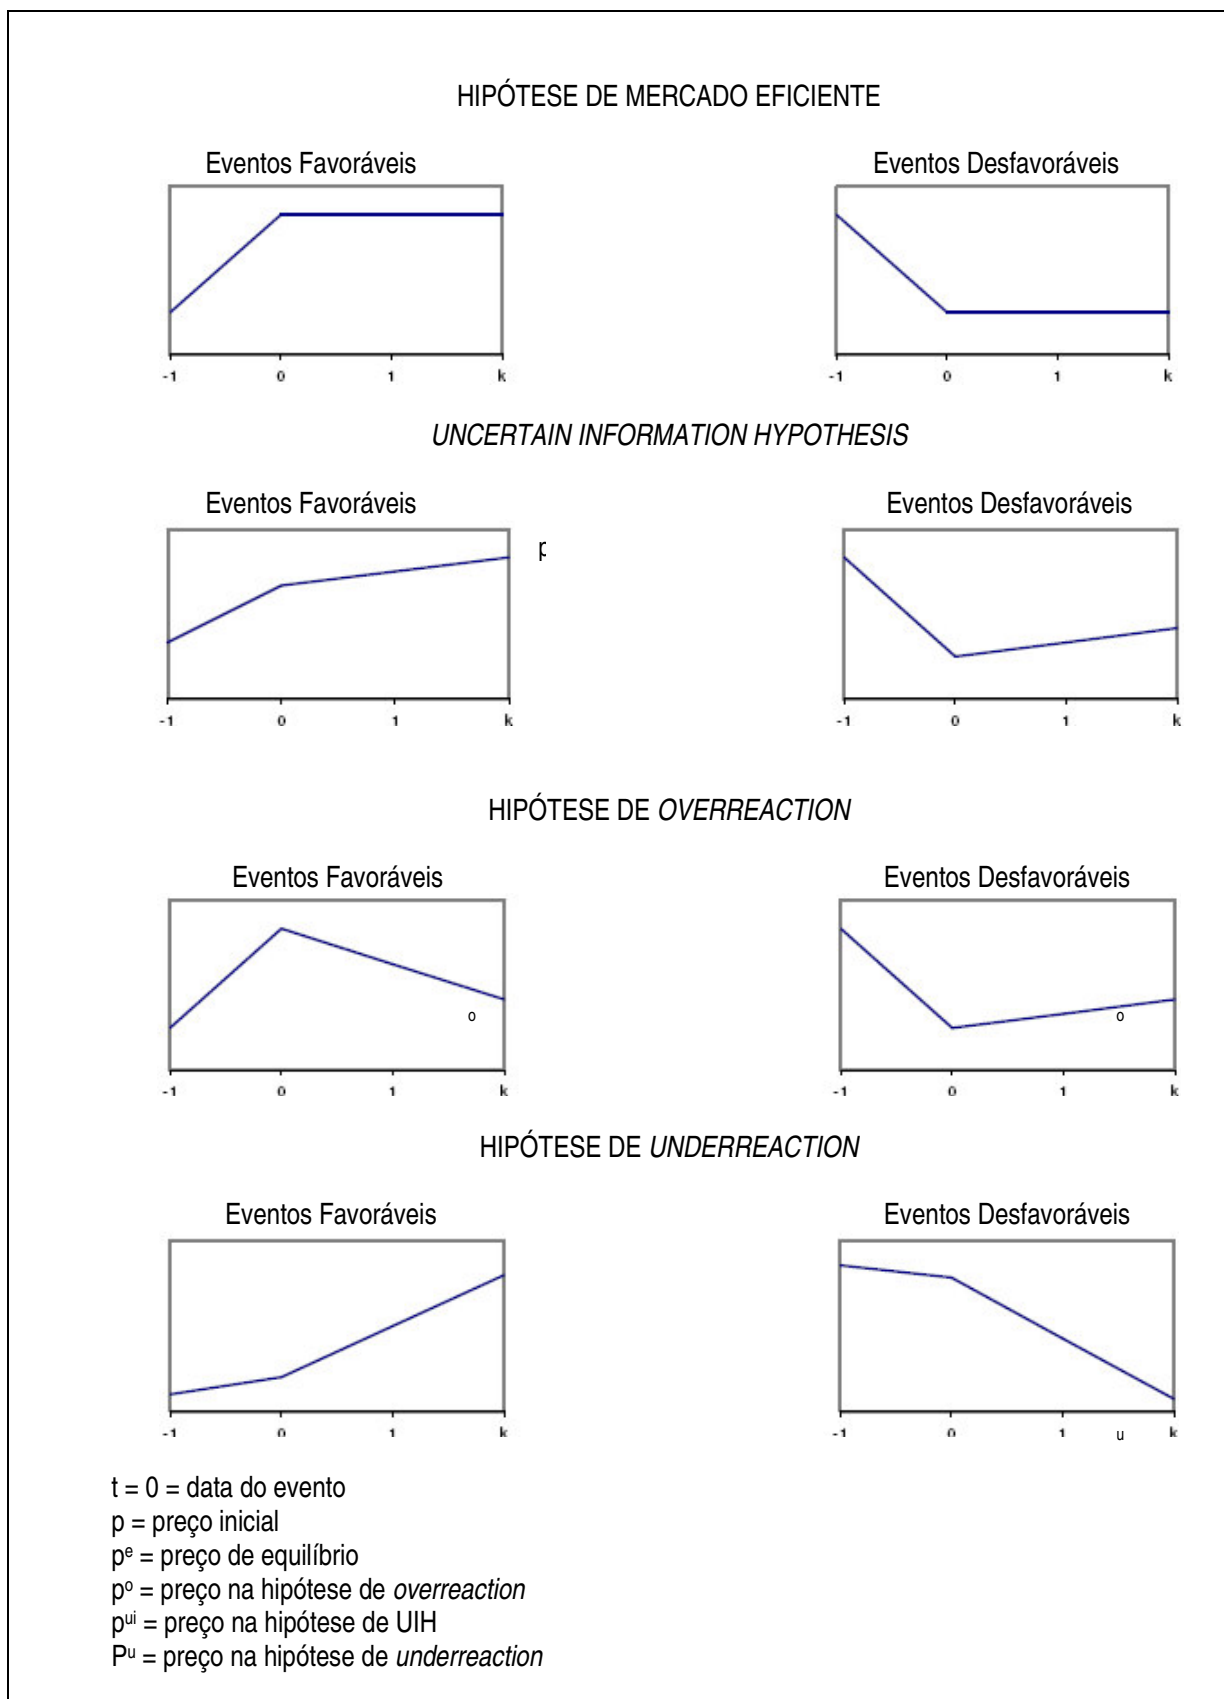 HIPÓTESE DE MERCADO EFICIENTE
Eventos Favoráveis
Eventos Desfavoráveis
-1 0 1 k
-1 0 1 k
UNCERTAIN INFORMATION HYPOTHESIS
Eventos Favoráveis
Eventos Desfavoráveis
p
-1 0 1 k
-1 0 1 k
HIPÓTESE DE OVERREACTION
Eventos Favoráveis
Eventos Desfavoráveis
o
o
-1 0 1 k
-1 0 1 k
HIPÓTESE DE UNDERREACTION
Eventos Favoráveis
Eventos Desfavoráveis
-1 0 1 k
-1 0 1 k
u
t = 0 = data do evento
p = preço inicial
pᵉ = preço de equilíbrio
pᵒ = preço na hipótese de overreaction
pᵘⁱ = preço na hipótese de UIH
Pᵘ = preço na hipótese de underreaction